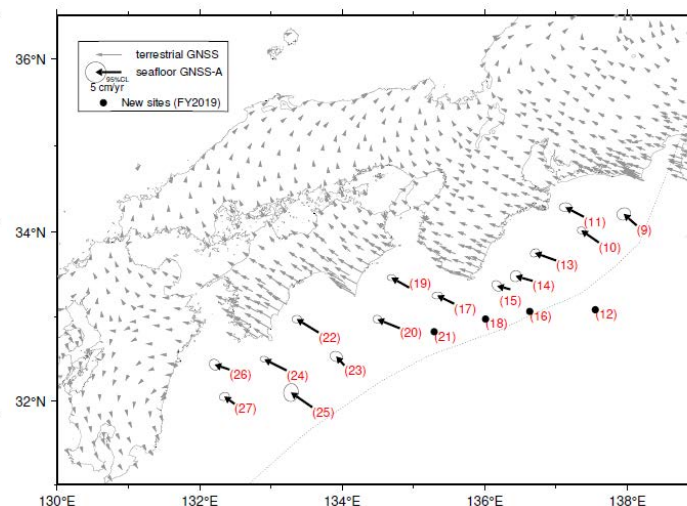 36°N
terrestrial GNSS
seafloor GNSS-A
95%CL
5 cm/yr
New sites (FY2019)
34°N
(11)
(9)
(10)
(13)
(19)
(14)
(15)
(17)
(12)
(16)
(18)
(22)
(20)
(21)
(23)
(26)
(24)
32°N
(27)
(25)
130°E
132°E
134°E
136°E
138°E